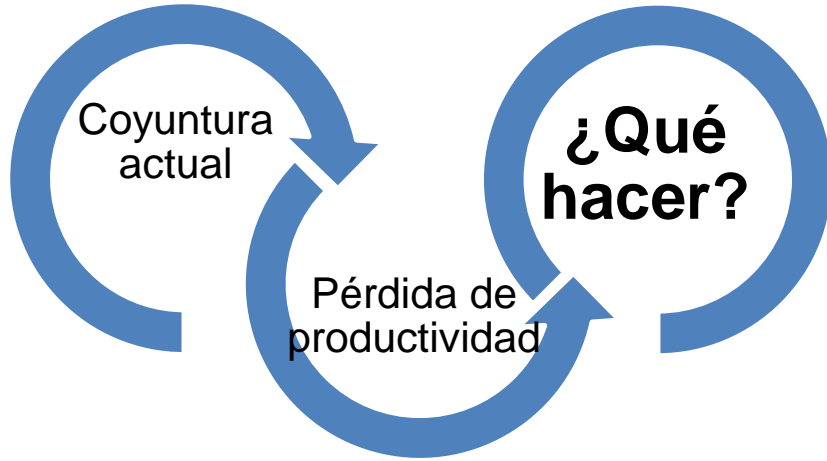 Coyuntura
actual
Pérdida de
productividad
¿Qué
hacer?